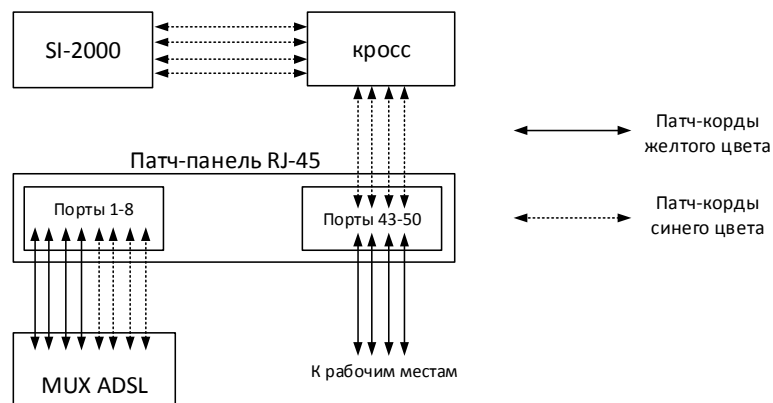 SI-2000
кросс
Патч-корды
желтого цвета
Патч-панель RJ-45
Порты 1-8
Порты 43-50
Патч-корды
синего цвета
К рабочим местам
MUX ADSL